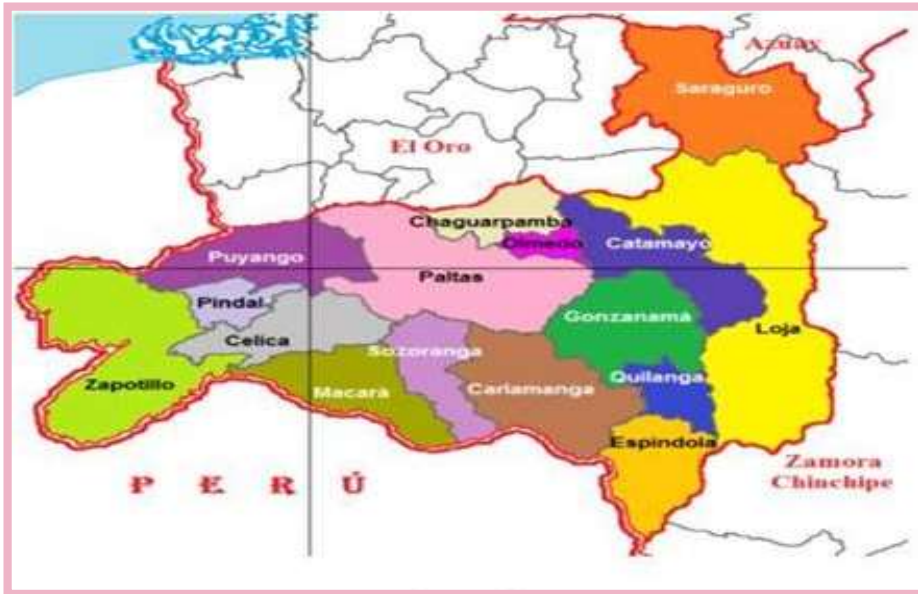 Azuay
Saraguro
El Oro
Chaguarpamba
Olmedo
Catamayo
Puyango
Paltas
Pindal
Gonzanamá
Loja
Celica
Sozoranga
Zapotillo
Macará
Carlamanga
Quilanga
Espindola
Zamora
Chinchipe
P E R Ú